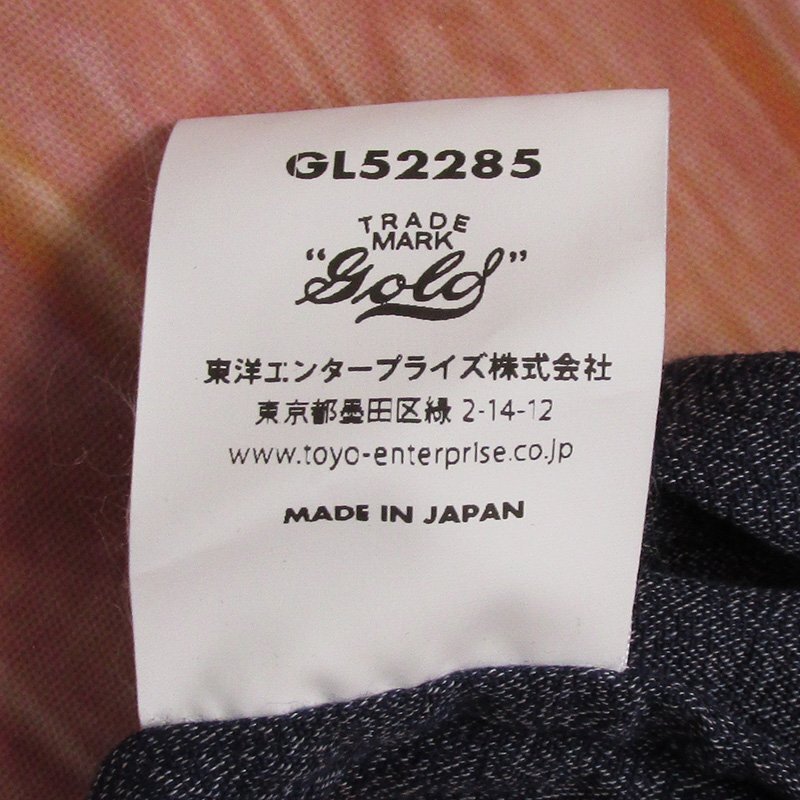 GL52285
TRADE
MARK
"Gold"
東洋エンタープライズ株式会社
東京都墨田区緑 2-14-12
www.toyo-enterprise.co.jp
MADE IN JAPAN